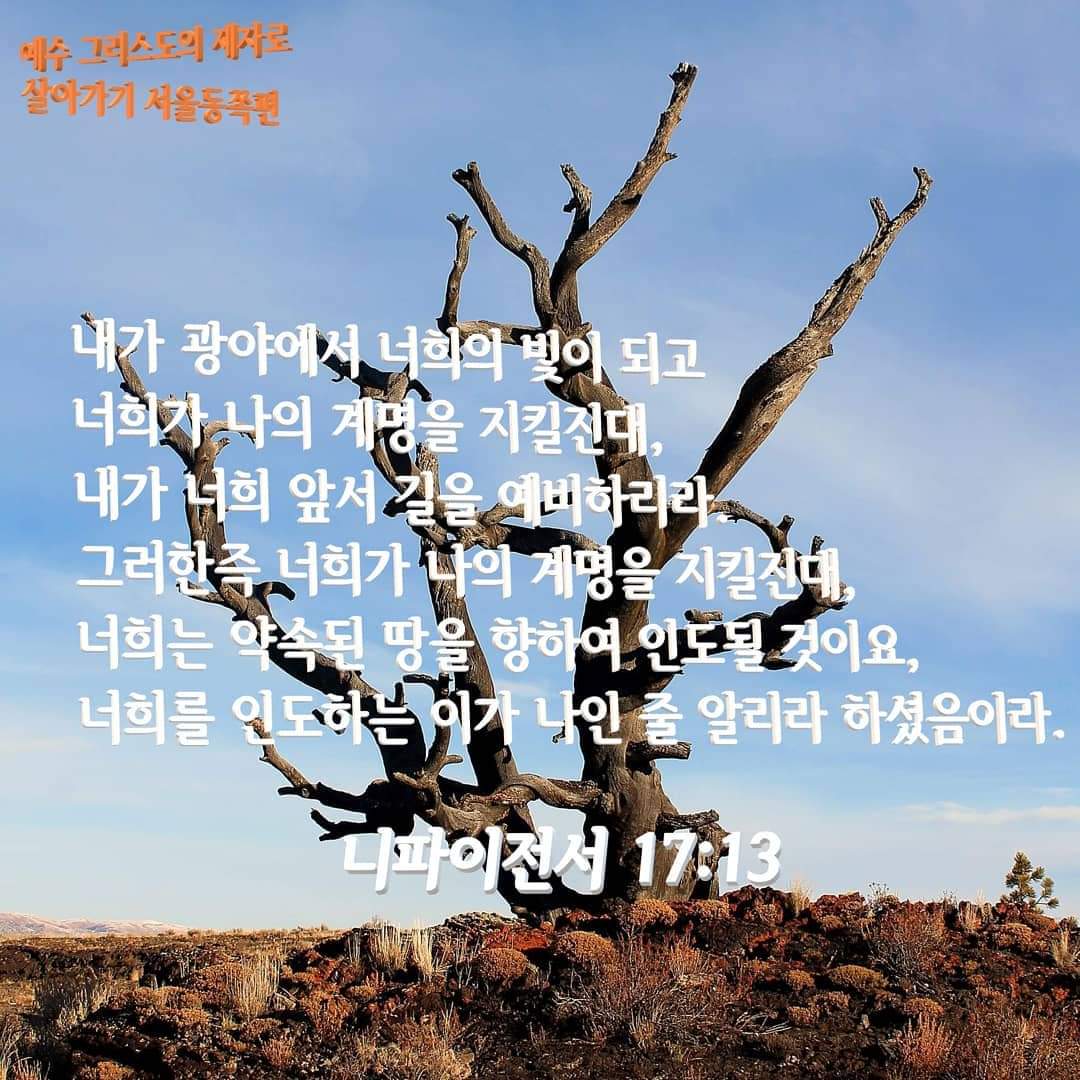 예수 그리스도의 제자로
살아가기 서울동쪽편
내가 광야에서 너희의 빛이 되고
너희가 나의 계명을 지킬진대,
내가 너희 앞서 길을 예비하리라.
그러한즉 너희가 나의 계명을 지킬진대,
너희는 약속된 땅을 향하여 인도될 것이요,
너희를 인도하는 이가 나인 줄 알리라 하셨음이라.
니파이전서 17:13